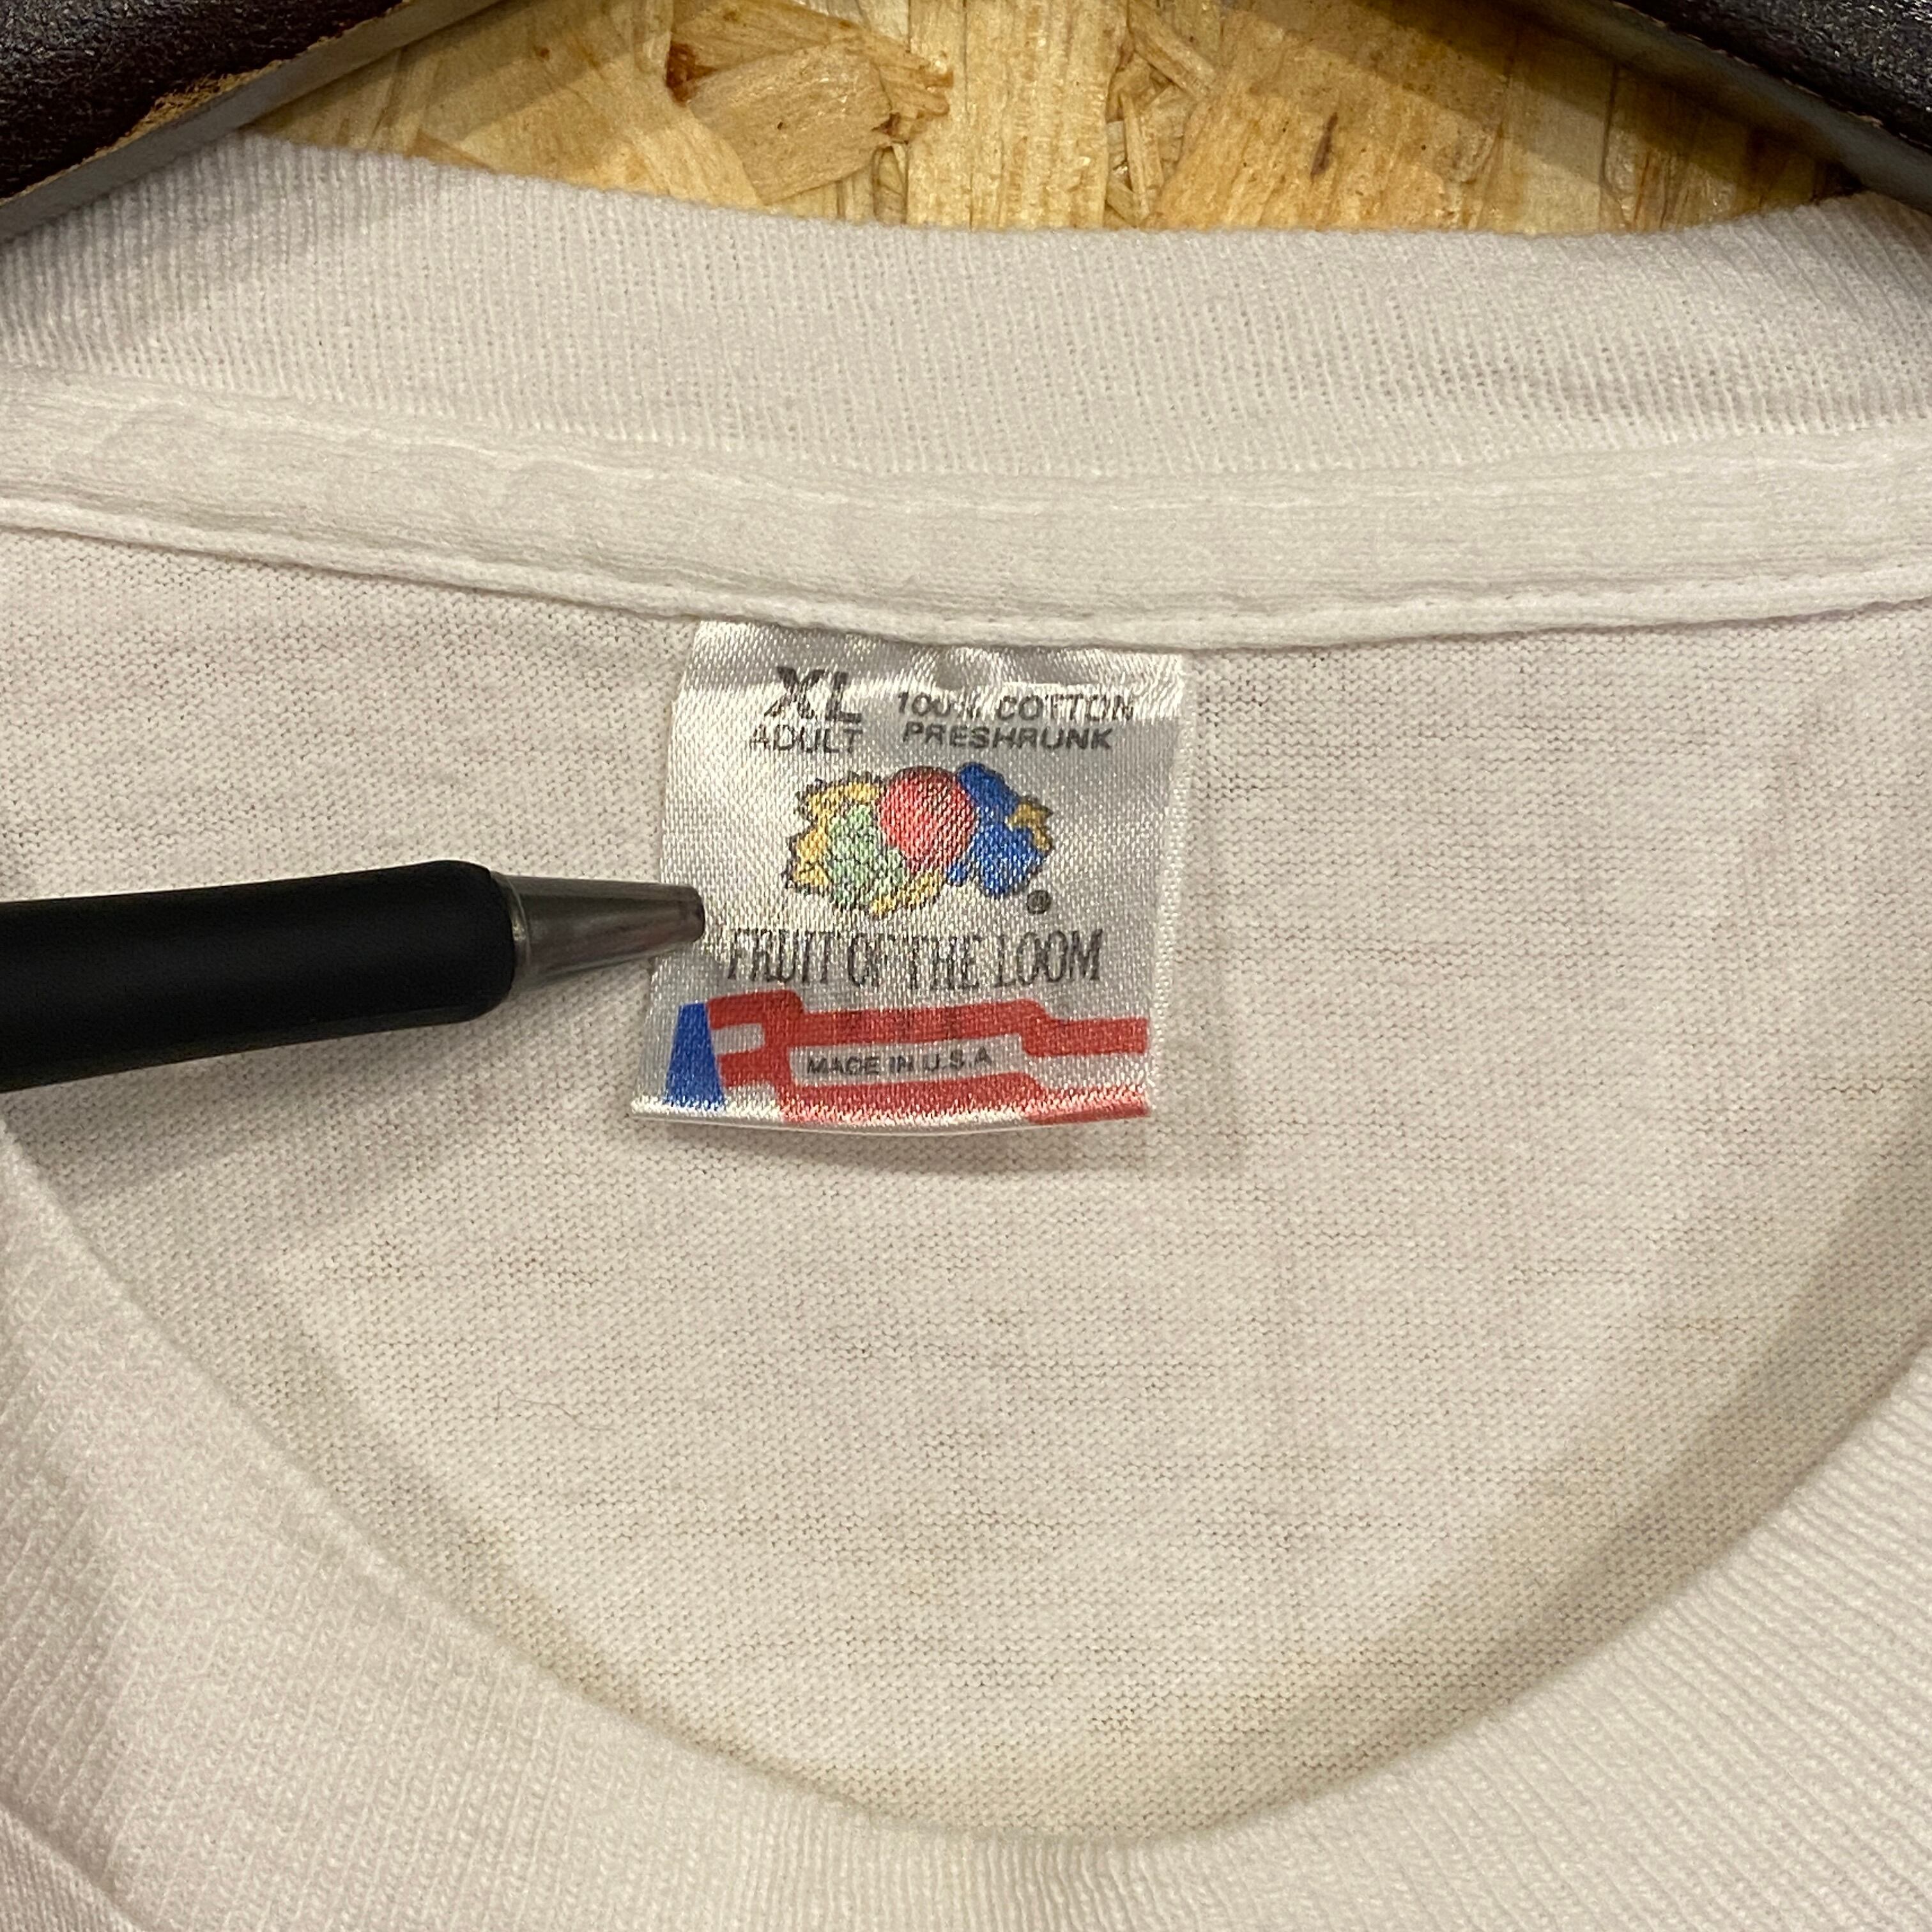 XL 100% COTTON
ADULT PRESHRUNK
®
FRUIT OF THE LOOM
MADE IN U.S.A